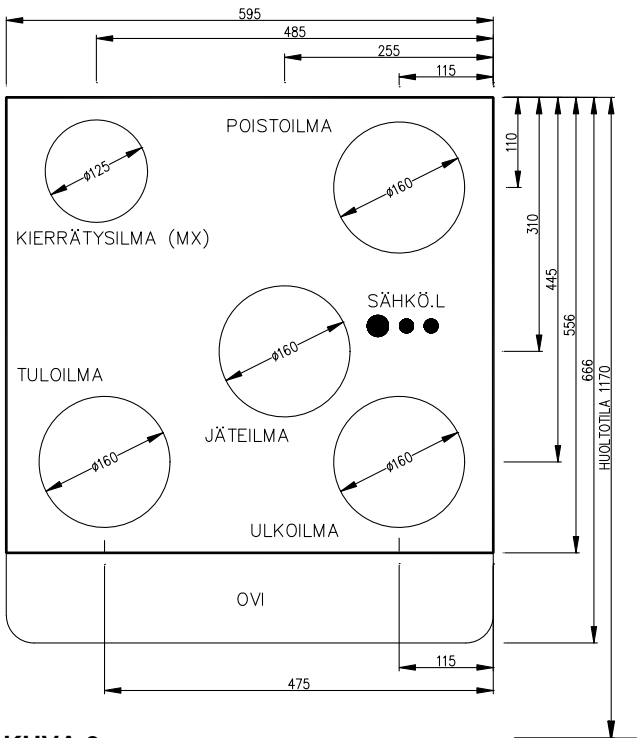 595
485
255
115
POISTOILMA
ø125
ø160
110
KIERRÄTYSILMA (MX)
310
SÄHKÖ.L
445
556
ø160
666
HUOLTOTILA 1170
TULOILMA
JÄTEILMA
ø160
ø160
ULKOILMA
OVI
115
475